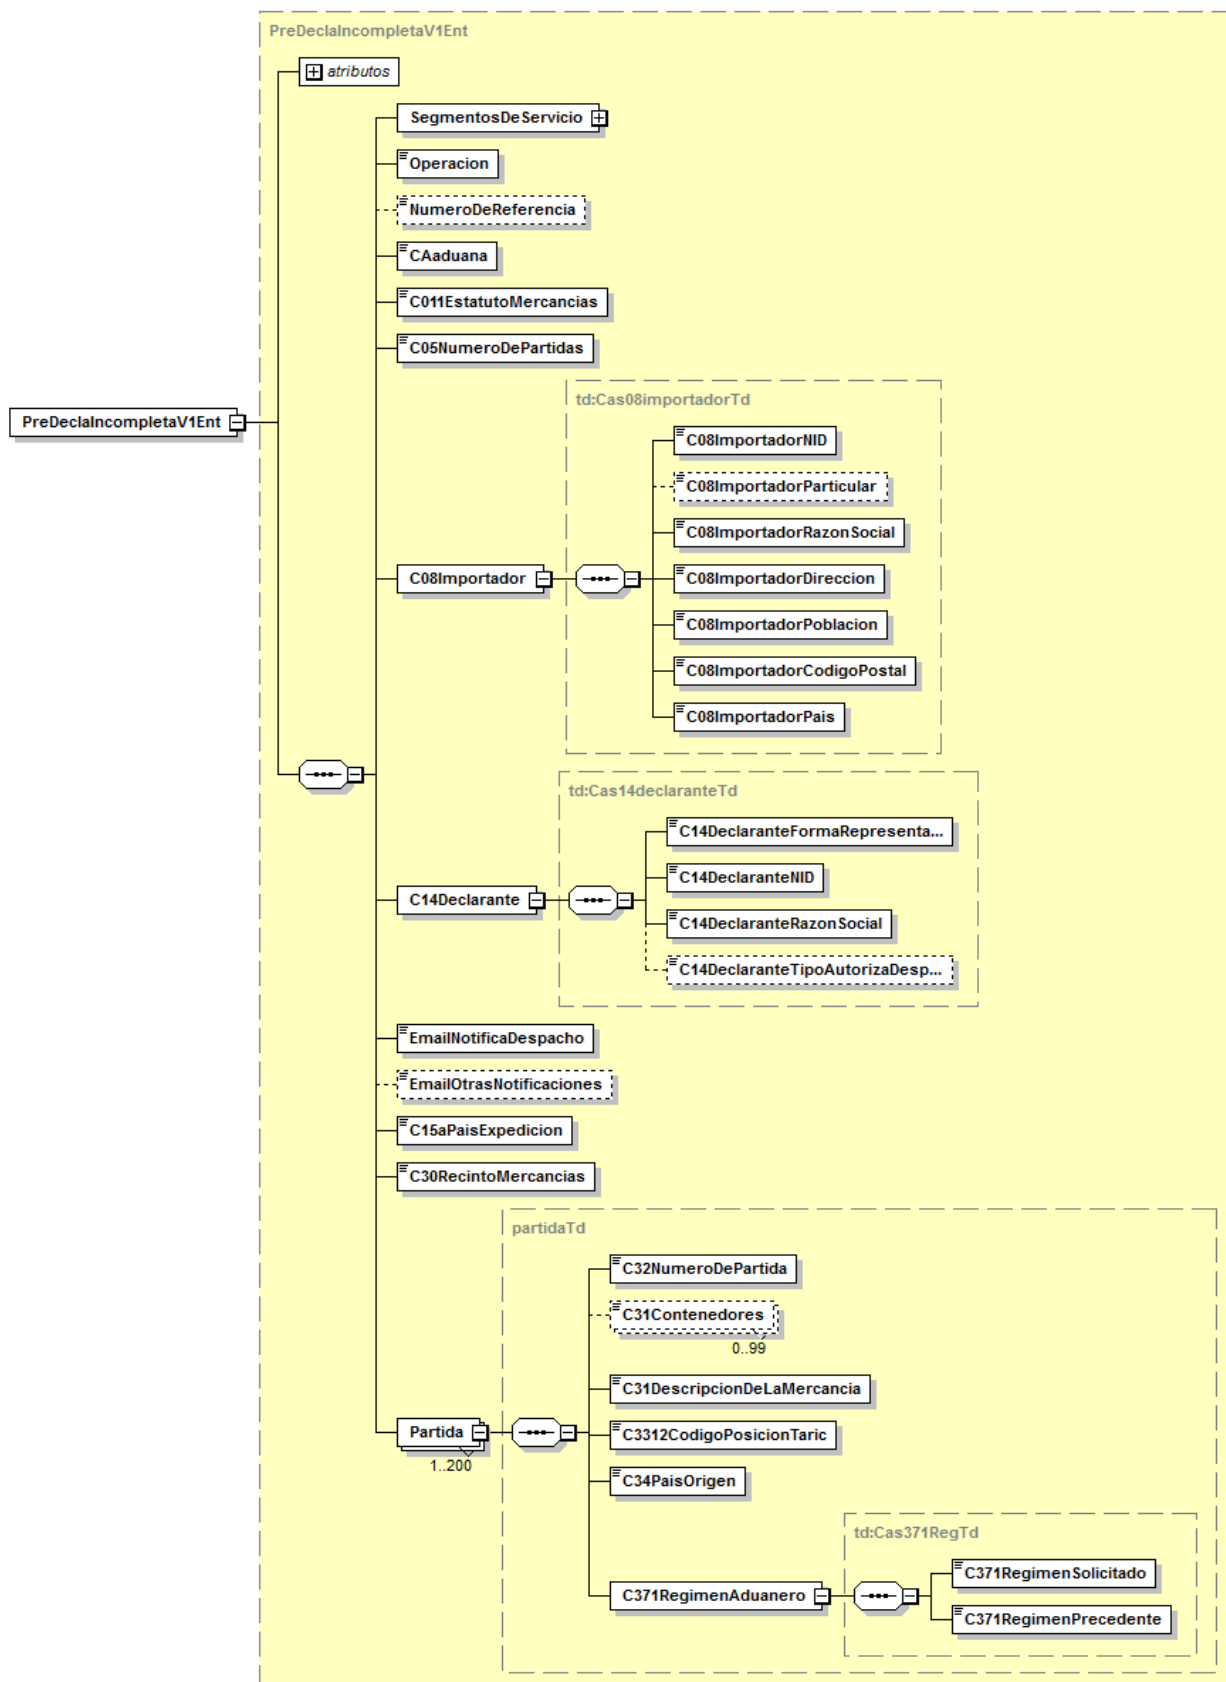 PreDeclaIncompletaV1Ent
atributos
SegmentosDeServicio
Operacion
NumeroDeReferencia
CAaduana
C011EstatutoMercancias
C05NumeroDePartidas
td:Cas08importadorTd
PreDeclaIncompletaV1Ent
C08ImportadorNID
C08ImportadorParticular
C08ImportadorRazonSocial
C08Importador
C08ImportadorDireccion
C08ImportadorPoblacion
C08ImportadorCodigoPostal
C08ImportadorPais
td:Cas14declaranteTd
C14DeclaranteFormaRepresenta...
C14DeclaranteNID
C14Declarante
C14DeclaranteRazonSocial
C14DeclaranteTipoAutorizaDesp...
EmailNotificaDespacho
EmailOtrasNotificaciones
C15aPaisExpedicion
C30RecintoMercancias
partidaTd
C32NumeroDePartida
C31Contenedores
0..99
C31DescripcionDeLaMercancia
Partida
1..200
C3312CodigoPosicionTaric
C34PaisOrigen
td:Cas371RegTd
C371RegimenAduanero
C371RegimenSolicitado
C371RegimenPrecedente